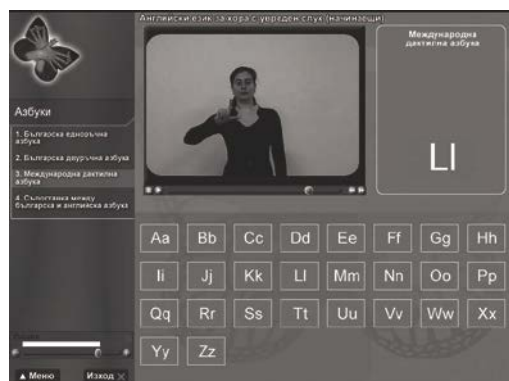 Английски език за хора с увреден слух (начинаещи)
Азбуки
1. Българска едноръчна
азбука
2. Българска двуръчна азбука
3. Международна дактилна
азбука
4. Съпоставка между
българска и английска азбука
Международна
дактилна азбука
Ll
Aa Bb Cc Dd Ee Ff Gg Hh
Ii Jj Kk Ll Mm Nn Oo Pp
Qq Rr Ss Tt Uu Vv Ww Xx
Yy Zz
Меню Изход